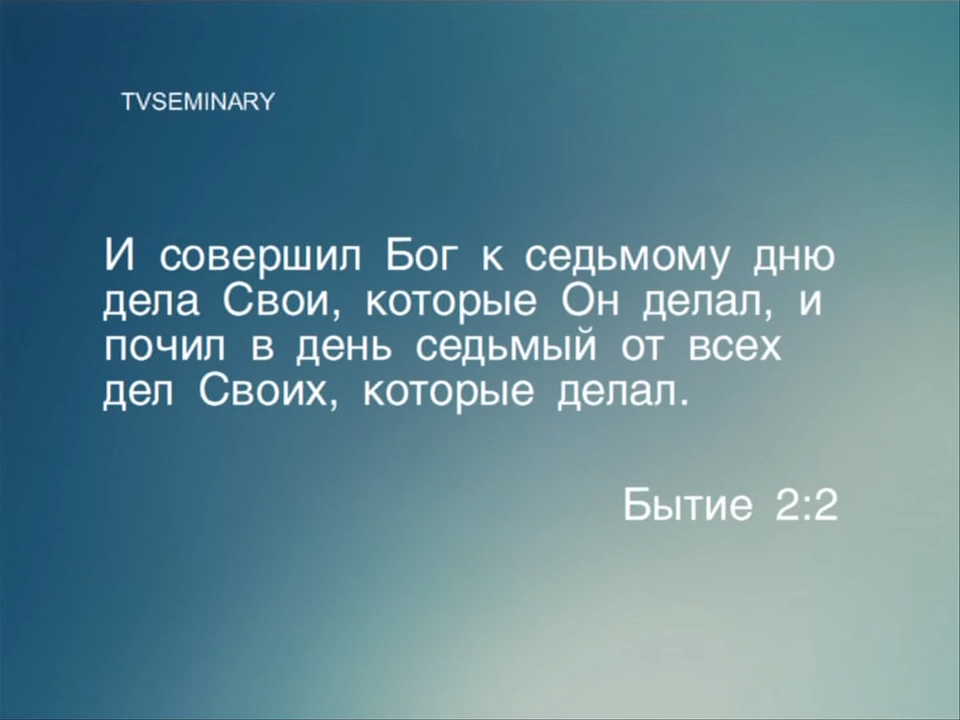 TVSEMINARY
И совершил Бог к седьмому дню
дела Свои, которые Он делал, и
почил в день седьмый от всех
дел Своих, которые делал.
Бытие 2:2